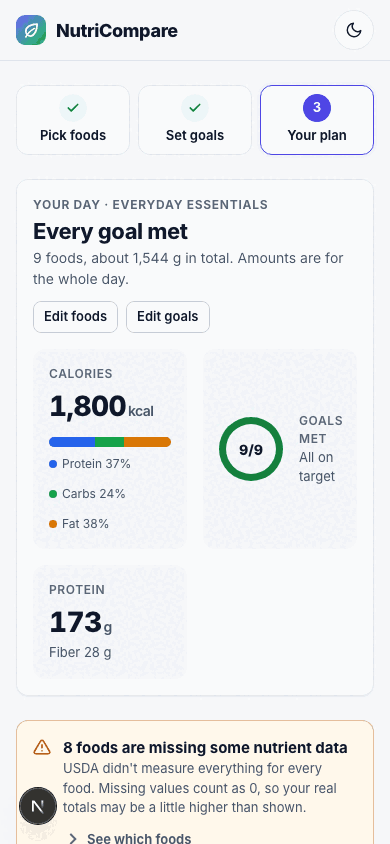 NutriCompare
Pick foods
Set goals
3
Your plan
YOUR DAY · EVERYDAY ESSENTIALS
Every goal met
9 foods, about 1,544 g in total. Amounts are for
the whole day.
Edit foods
Edit goals
CALORIES
1,800 kcal
Protein 37%
Carbs 24%
Fat 38%
9/9
GOALS
MET
All on
target
PROTEIN
173 g
Fiber 28 g
8 foods are missing some nutrient data
USDA didn't measure everything for every
food. Missing values count as 0, so your real
totals may be a little higher than shown.
See which foods
N